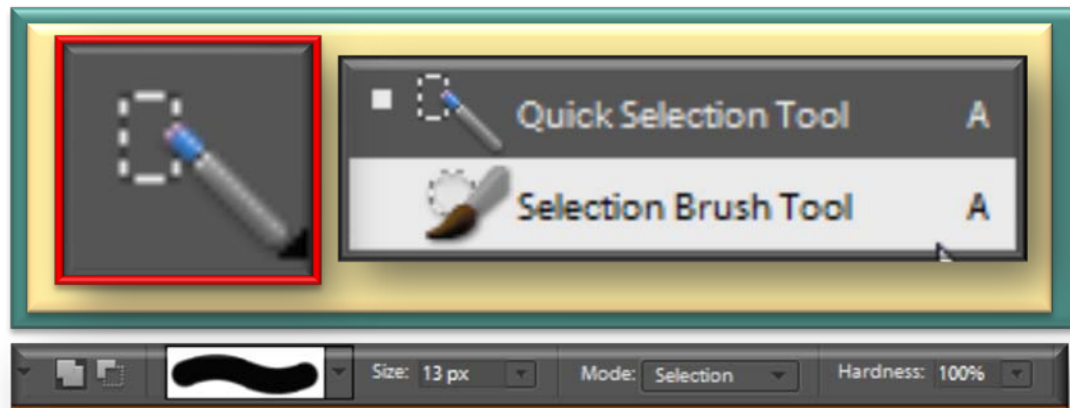 Quick Selection Tool A
Selection Brush Tool A
Size: 13 px Mode: Selection Hardness: 100%